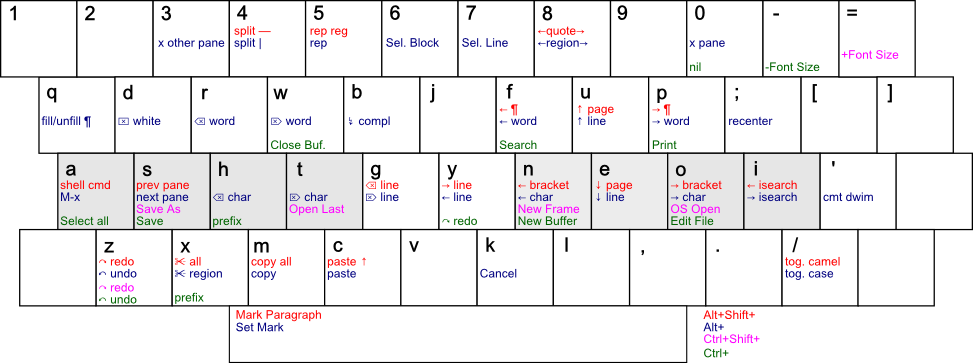 1 2 3 4 5 6 7 8 9 0 - =
split — rep reg ←quote→
x other pane split | rep Sel. Block Sel. Line ←region→ x pane
+Font Size
nil -Font Size
q d r w b j f u p ; [ ]
← ¶ ↑ page → ¶
fill/unfill ¶ ⌧ white ⌫ word ⌦ word ↯ compl ← word ↑ line → word recenter
Close Buf. Search Print
a s h t g y n e o i '
shell cmd prev pane ⌫ line → line ← bracket ↓ page → bracket ← isearch
M-x next pane ⌫ char ⌦ char ⌦ line ← line ← char ↓ line → char → isearch cmt dwim
Save As Open Last New Frame OS Open
Select all Save prefix ↷ redo New Buffer Edit File
z x m c v k l , . /
↷ redo ✀ all copy all paste ↑ tog. camel
↶ undo ✀ region copy paste Cancel tog. case
↷ redo
↶ undo prefix
Mark Paragraph
Set Mark
Alt+Shift+
Alt+
Ctrl+Shift+
Ctrl+